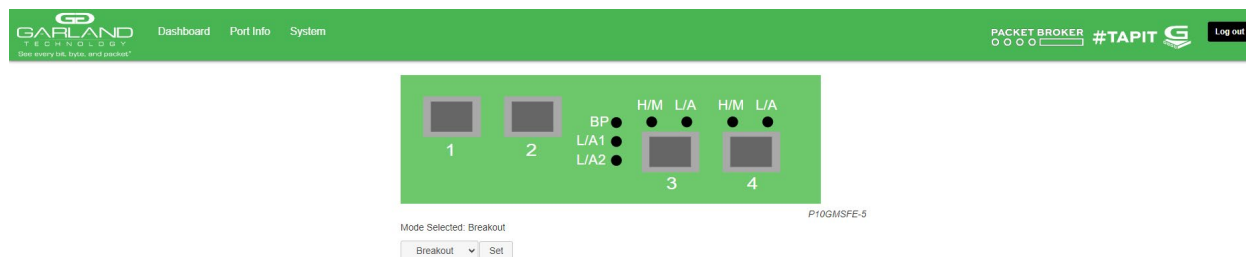 GARLAND
TECHNOLOGY
See every bit, byte, and packet®
Dashboard Port Info System
PACKET BROKER
#TAPIT
Log out
H/M L/A H/M L/A
BP
L/A1
L/A2
1 2
3 4
P10GMSFE-5
Mode Selected: Breakout
Breakout Set